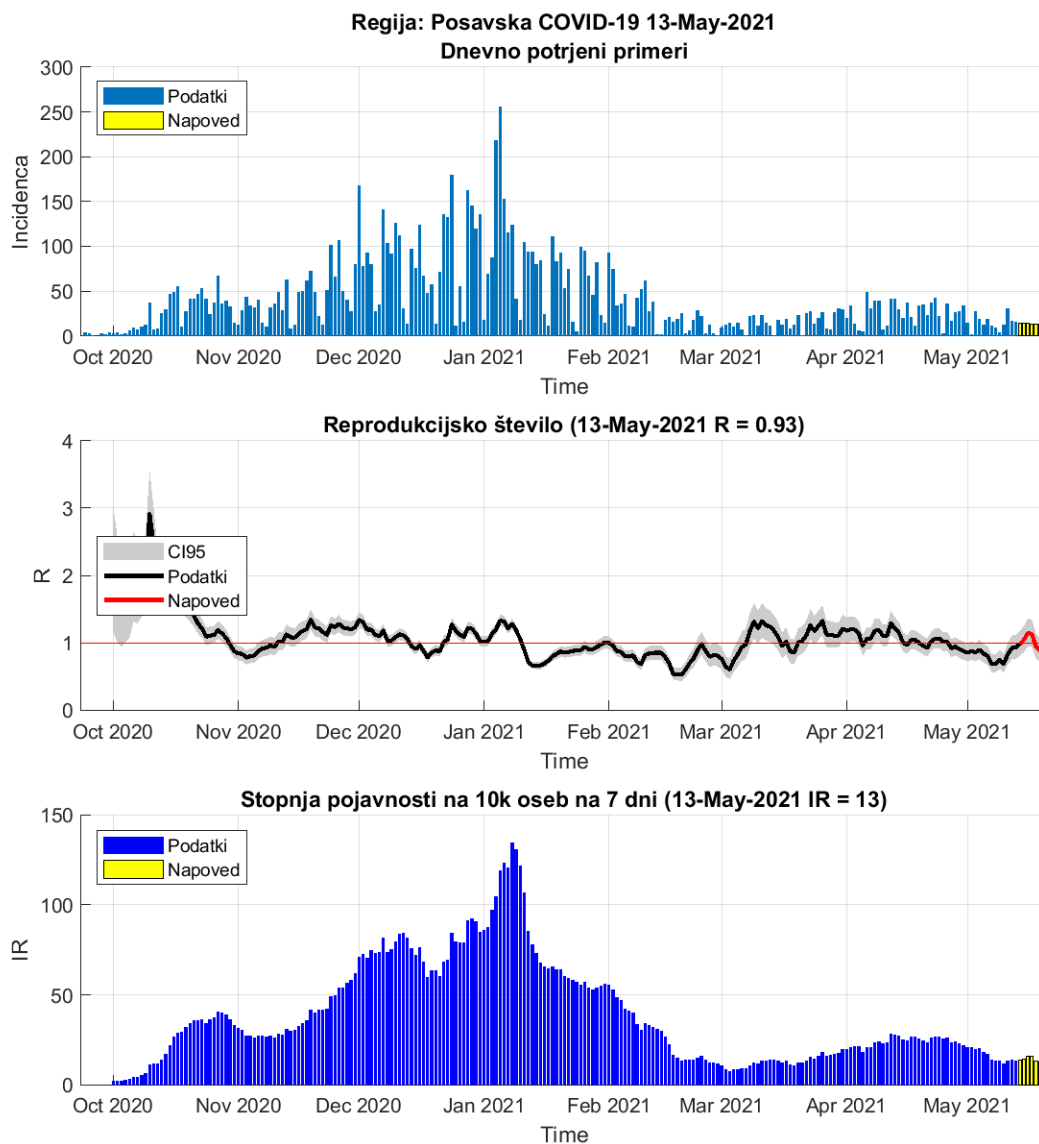 Regija: Posavska COVID-19 13-May-2021
Dnevno potrjeni primeri
300
250
200
150
100
50
0
Incidenca
Podatki
Napoved
Oct 2020 Nov 2020 Dec 2020 Jan 2021 Feb 2021 Mar 2021 Apr 2021 May 2021
Time
Reprodukcijsko število (13-May-2021 R = 0.93)
4
3
2
1
0
R
CI95
Podatki
Napoved
Oct 2020 Nov 2020 Dec 2020 Jan 2021 Feb 2021 Mar 2021 Apr 2021 May 2021
Time
Stopnja pojavnosti na 10k oseb na 7 dni (13-May-2021 IR = 13)
150
100
50
0
IR
Podatki
Napoved
Oct 2020 Nov 2020 Dec 2020 Jan 2021 Feb 2021 Mar 2021 Apr 2021 May 2021
Time